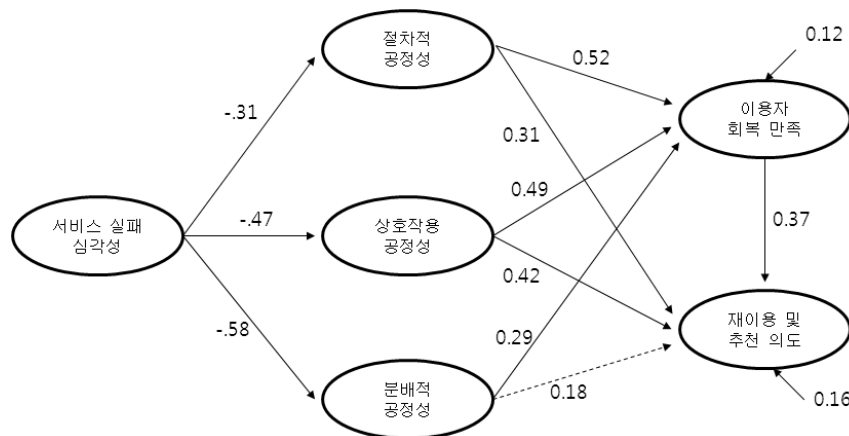 절차적
공정성
0.12
0.52
이용자
회복 만족
-.31
0.31
0.49
서비스 실패
심각성
-.47
상호작용
공정성
0.37
0.42
-.58
0.29
재이용 및
추천 의도
분배적
공정성
0.18
0.16